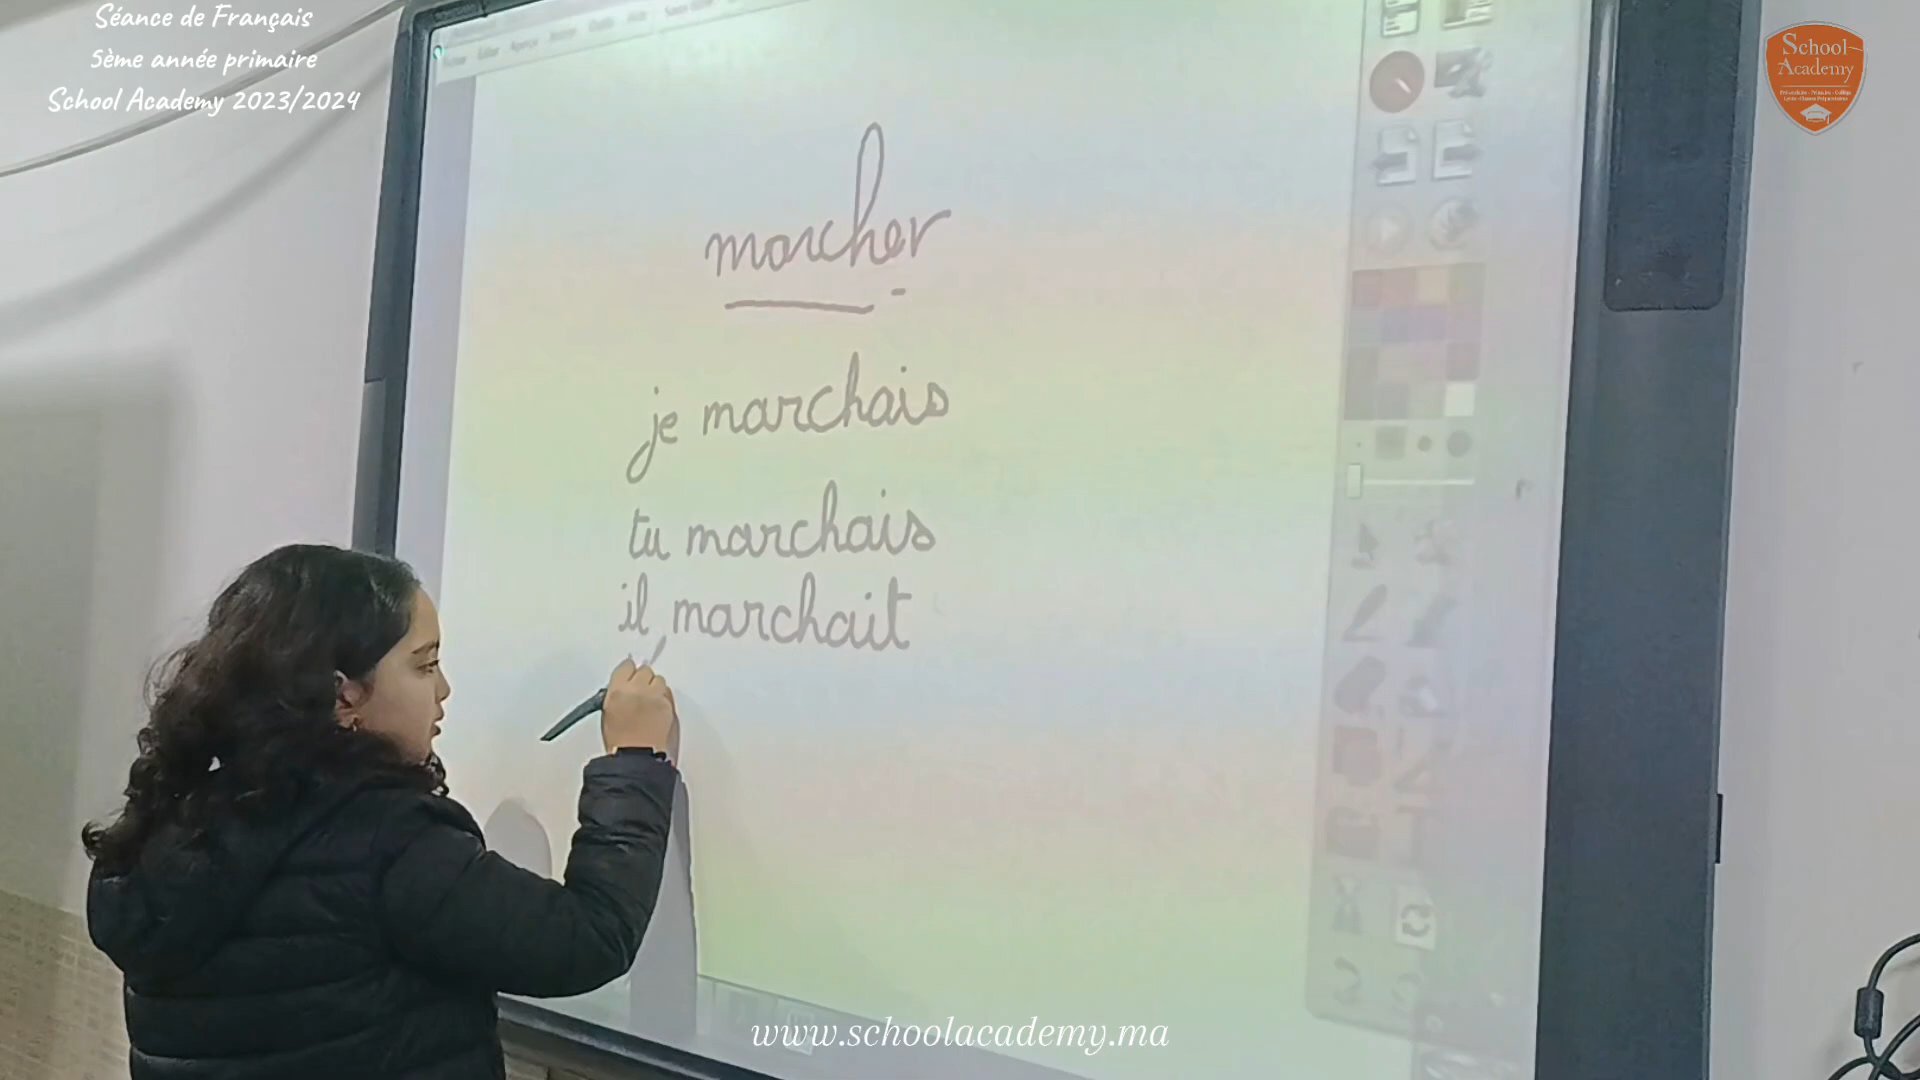 Séance de Français
5ème année primaire
School Academy 2023/2024
School
Academy
marcher
je marchais
tu marchais
il marchait
www.schoolacademy.ma